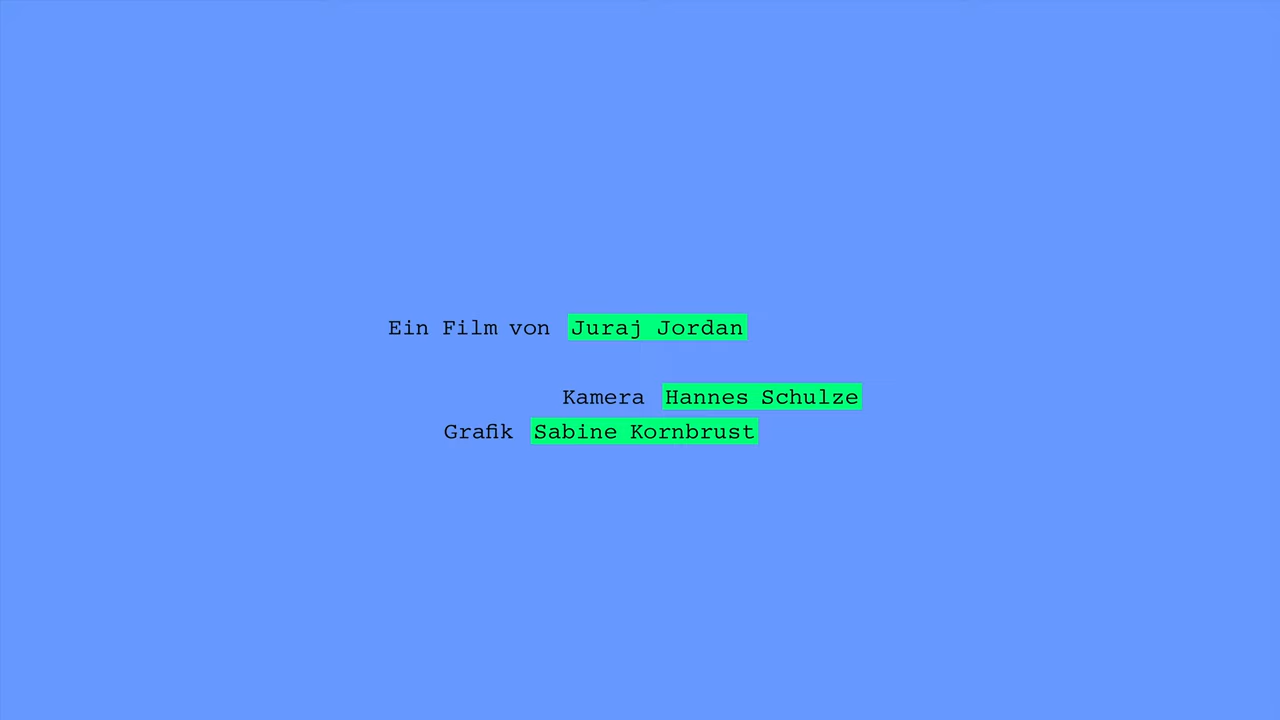 Ein Film von Juraj Jordan
Kamera Hannes Schulze
Grafik Sabine Kornbrust